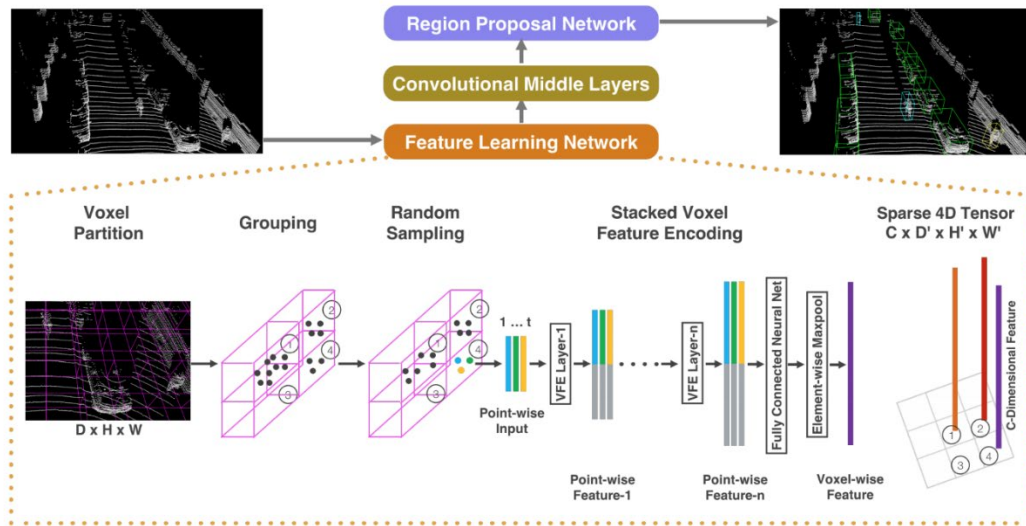 Region Proposal Network
Convolutional Middle Layers
Feature Learning Network
Voxel
Partition
Grouping
Random
Sampling
Stacked Voxel
Feature Encoding
Sparse 4D Tensor
C x D' x H' x W'
D x H x W
1
2
3
4
1
2
3
4
1 ... t
Point-wise
Input
VFE Layer-1
Point-wise
Feature-1
VFE Layer-n
Point-wise
Feature-n
Fully Connected Neural Net
Element-wise Maxpool
Voxel-wise
Feature
1
2
3
4
C-Dimensional Feature